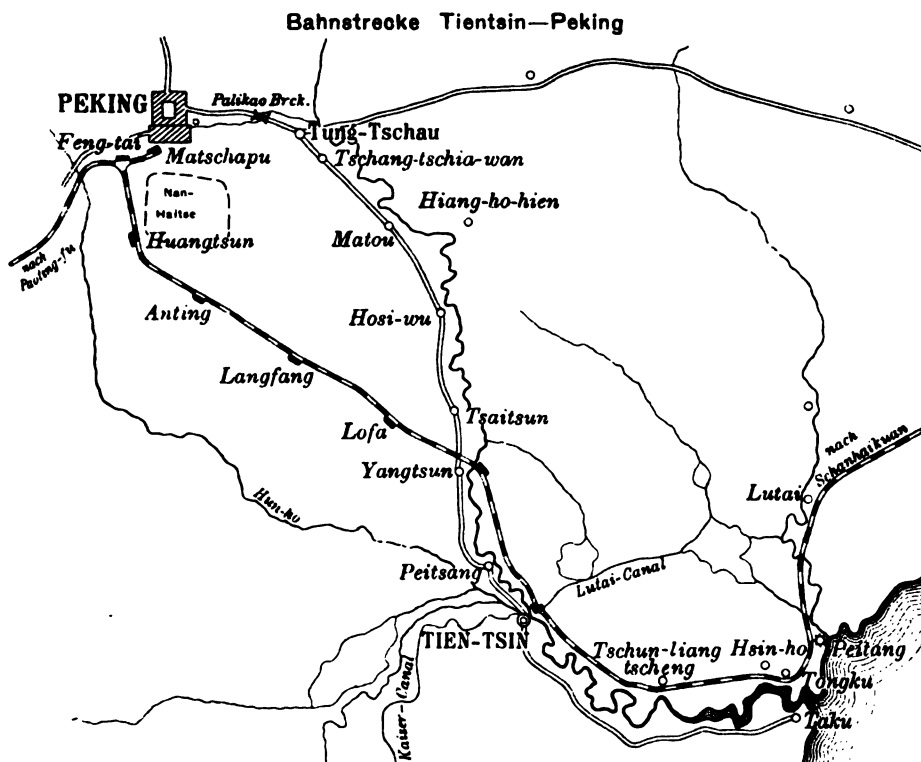 Bahnstrecke Tientsin—Peking
PEKING
Palikao Brck.
Tung-Tschau
Feng-tai
Matschapu
Tschang-tschia-wan
Nan-
Haitse
Hiang-ho-hien
Matou
Huangtsun
nach
Pauting-fu
Anting
Hosi-wu
Langfang
Lofa
Tsaitsun
Yangtsun
nach
Schanhaikuan
Lutai
Hun-ho
Peitsang
Lutai-Canal
TIEN-TSIN
Tschun-liang
tscheng
Hsin-ho
Peitang
Tongku
Kaiser-Canal
Taku